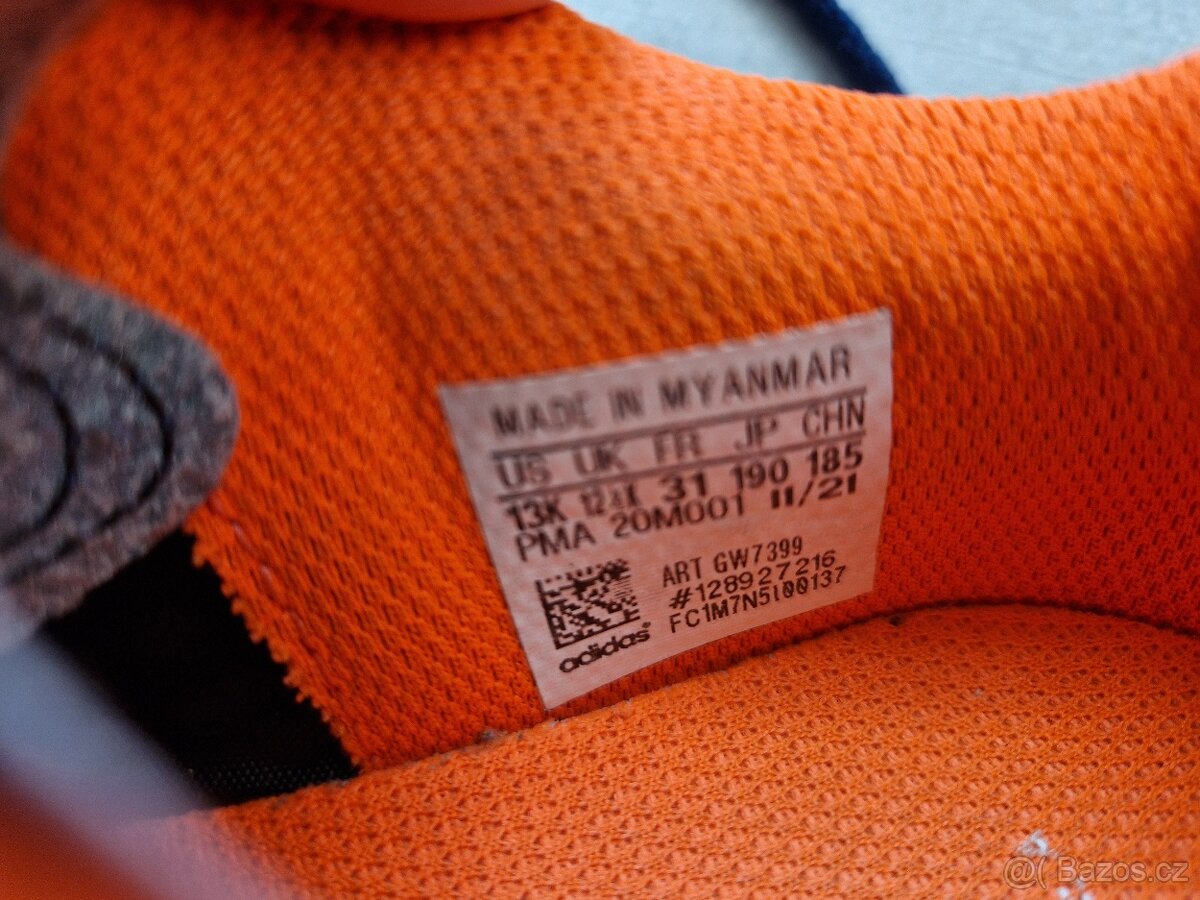 MADE IN MYANMAR
US UK FR JP CHN
13K 12½K 31 190 185
PMA 20M001 11/21
ART GW7399
#128927216
FC1M7N5100137
adidas®
@ Bazos.cz